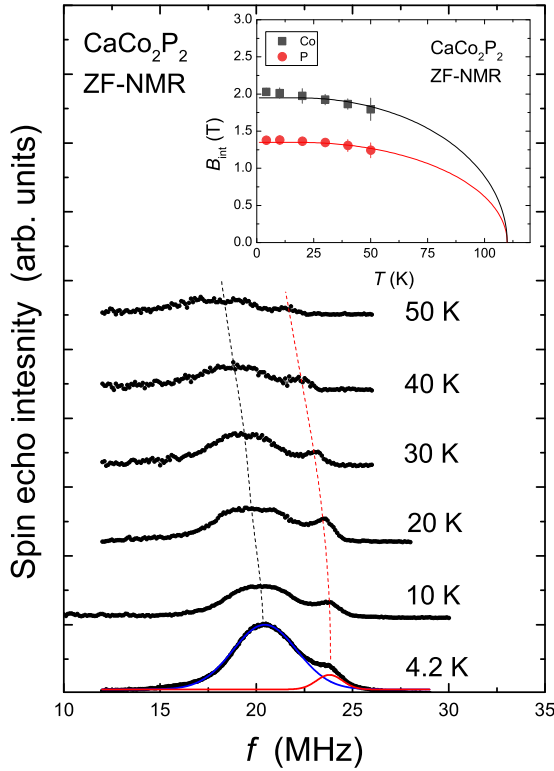 CaCo₂P₂
ZF-NMR
Spin echo intesnity (arb. units)
3.0
2.5
2.0
1.5
1.0
0.5
0.0
B_int (T)
Co
P
CaCo₂P₂
ZF-NMR
0 25 50 75 100
T (K)
50 K
40 K
30 K
20 K
10 K
4.2 K
10 15 20 25 30 35
f (MHz)